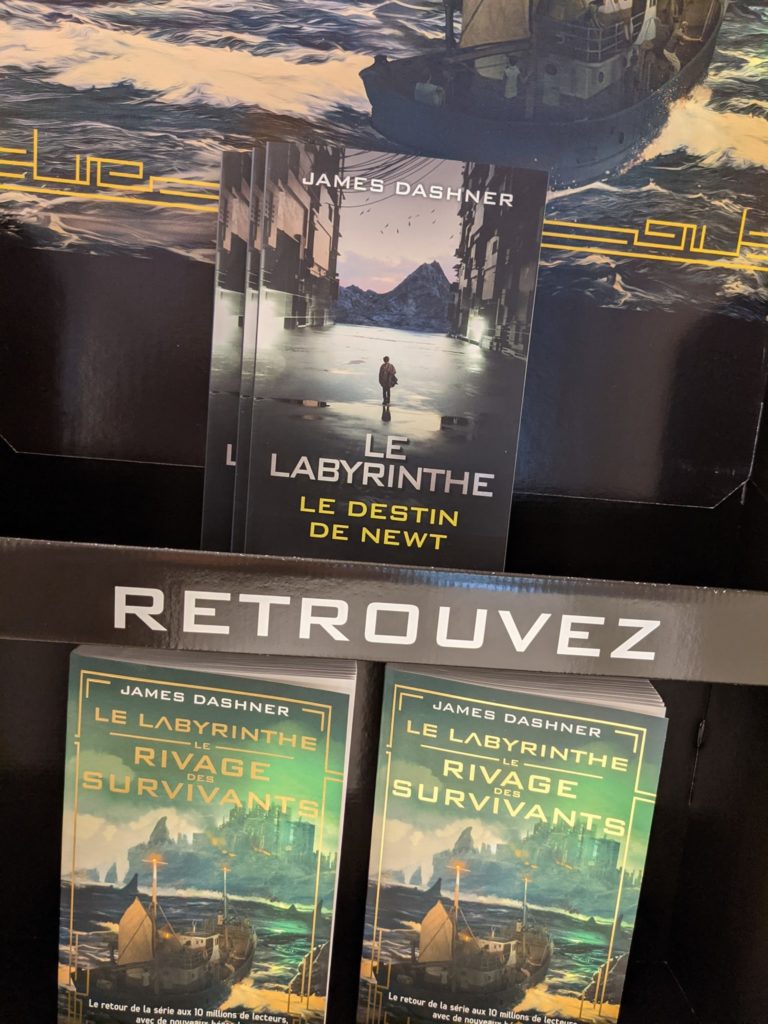 JAMES DASHNER
LE
LABYRINTHE
LE DESTIN
DE NEWT
L
RETROUVEZ
JAMES DASHNER
LE LABYRINTHE
LE
RIVAGE
DES
SURVIVANTS
Le retour de la série aux 10 millions de lecteurs,
JAMES DASHNER
LE LABYRINTHE
LE
RIVAGE
DES
SURVIVANTS
Le retour de la série aux 10 millions de lecteurs,